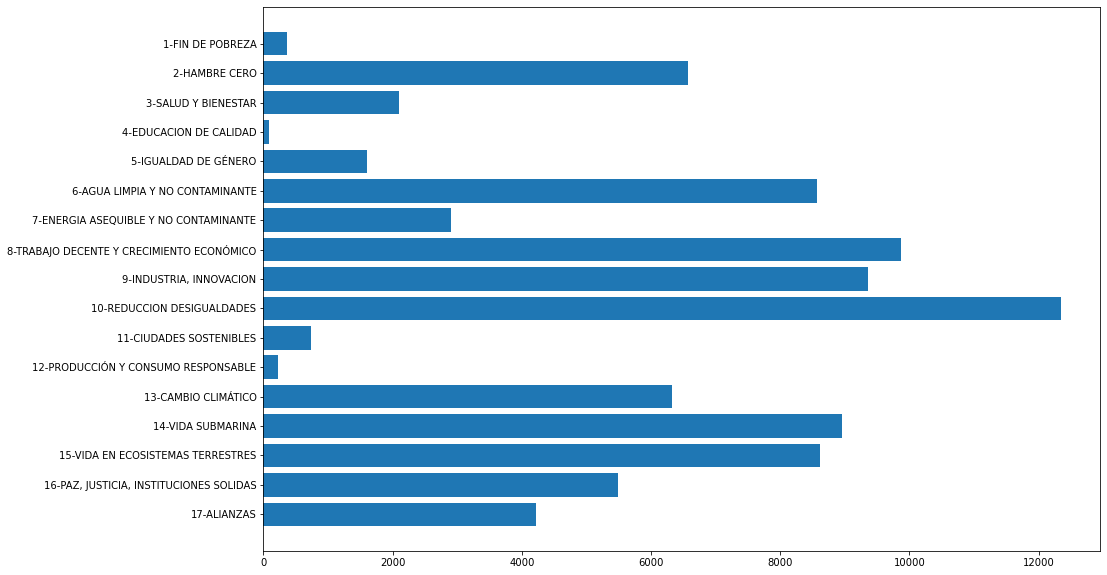 1-FIN DE POBREZA
2-HAMBRE CERO
3-SALUD Y BIENESTAR
4-EDUCACION DE CALIDAD
5-IGUALDAD DE GÉNERO
6-AGUA LIMPIA Y NO CONTAMINANTE
7-ENERGIA ASEQUIBLE Y NO CONTAMINANTE
8-TRABAJO DECENTE Y CRECIMIENTO ECONÓMICO
9-INDUSTRIA, INNOVACION
10-REDUCCION DESIGUALDADES
11-CIUDADES SOSTENIBLES
12-PRODUCCIÓN Y CONSUMO RESPONSABLE
13-CAMBIO CLIMÁTICO
14-VIDA SUBMARINA
15-VIDA EN ECOSISTEMAS TERRESTRES
16-PAZ, JUSTICIA, INSTITUCIONES SOLIDAS
17-ALIANZAS
0 2000 4000 6000 8000 10000 12000